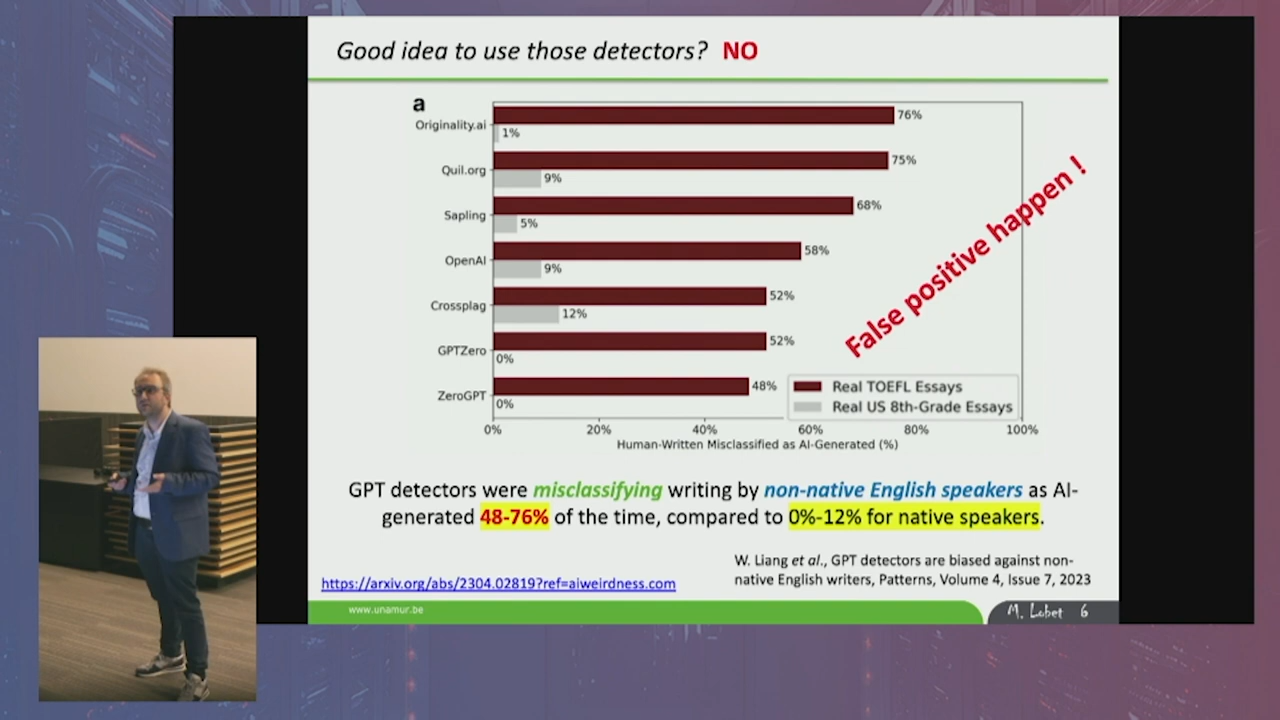 Good idea to use those detectors? NO
a
Originality.ai
76%
1%
Quil.org
75%
9%
Sapling
68%
5%
OpenAI
58%
9%
Crossplag
52%
12%
GPTZero
52%
0%
ZeroGPT
48%
0%
False positive happen !
Real TOEFL Essays
Real US 8th-Grade Essays
0% 20% 40% 60% 80% 100%
Human-Written Misclassified as AI-Generated (%)
GPT detectors were misclassifying writing by non-native English speakers as AI-
generated 48-76% of the time, compared to 0%-12% for native speakers.
W. Liang et al., GPT detectors are biased against non-
native English writers, Patterns, Volume 4, Issue 7, 2023
https://arxiv.org/abs/2304.02819?ref=aiweirdness.com
www.unamur.be
M. Lobet 6